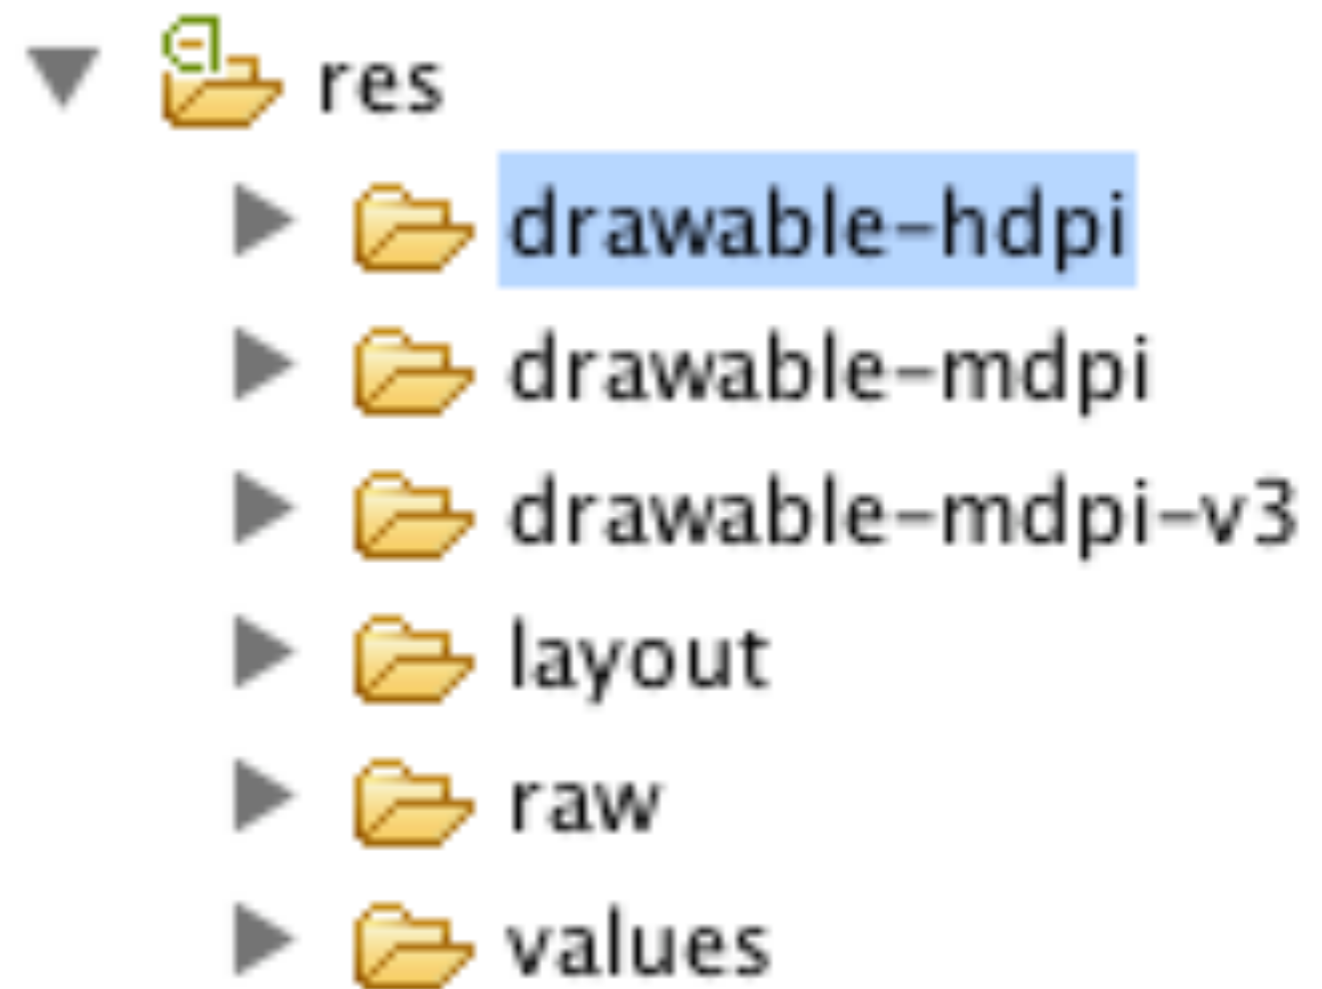 res
drawable-hdpi
drawable-mdpi
drawable-mdpi-v3
layout
raw
values